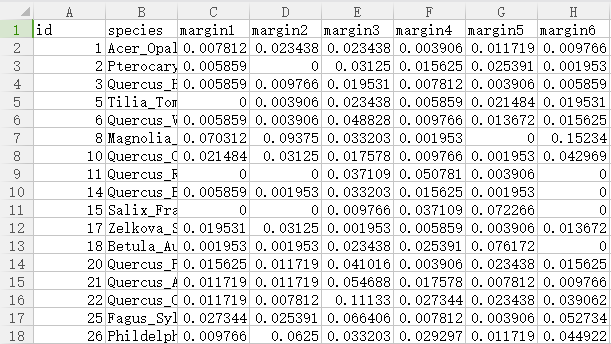 A B C D E F G H
1 id species margin1 margin2 margin3 margin4 margin5 margin6
2 1 Acer_Opal 0.007812 0.023438 0.023438 0.003906 0.011719 0.009766
3 2 Pterocary 0.005859 0 0.03125 0.015625 0.025391 0.001953
4 3 Quercus_H 0.005859 0.009766 0.019531 0.007812 0.003906 0.005859
5 5 Tilia_Tom 0 0.003906 0.023438 0.005859 0.021484 0.019531
6 6 Quercus_V 0.005859 0.003906 0.048828 0.009766 0.013672 0.015625
7 8 Magnolia_ 0.070312 0.09375 0.033203 0.001953 0 0.15234
8 10 Quercus_C 0.021484 0.03125 0.017578 0.009766 0.001953 0.042969
9 11 Quercus_R 0 0 0.037109 0.050781 0.003906 0
10 14 Quercus_B 0.005859 0.001953 0.033203 0.015625 0.001953 0
11 15 Salix_Fra 0 0 0.009766 0.037109 0.072266 0
12 17 Zelkova_S 0.019531 0.03125 0.001953 0.005859 0.003906 0.013672
13 18 Betula_Au 0.001953 0.001953 0.023438 0.025391 0.076172 0
14 20 Quercus_P 0.015625 0.011719 0.041016 0.003906 0.023438 0.015625
15 21 Quercus_A 0.011719 0.011719 0.054688 0.017578 0.007812 0.009766
16 22 Quercus_C 0.011719 0.007812 0.11133 0.027344 0.023438 0.039062
17 25 Fagus_Syl 0.027344 0.025391 0.066406 0.007812 0.003906 0.052734
18 26 Phildelph 0.009766 0.0625 0.033203 0.029297 0.011719 0.044922